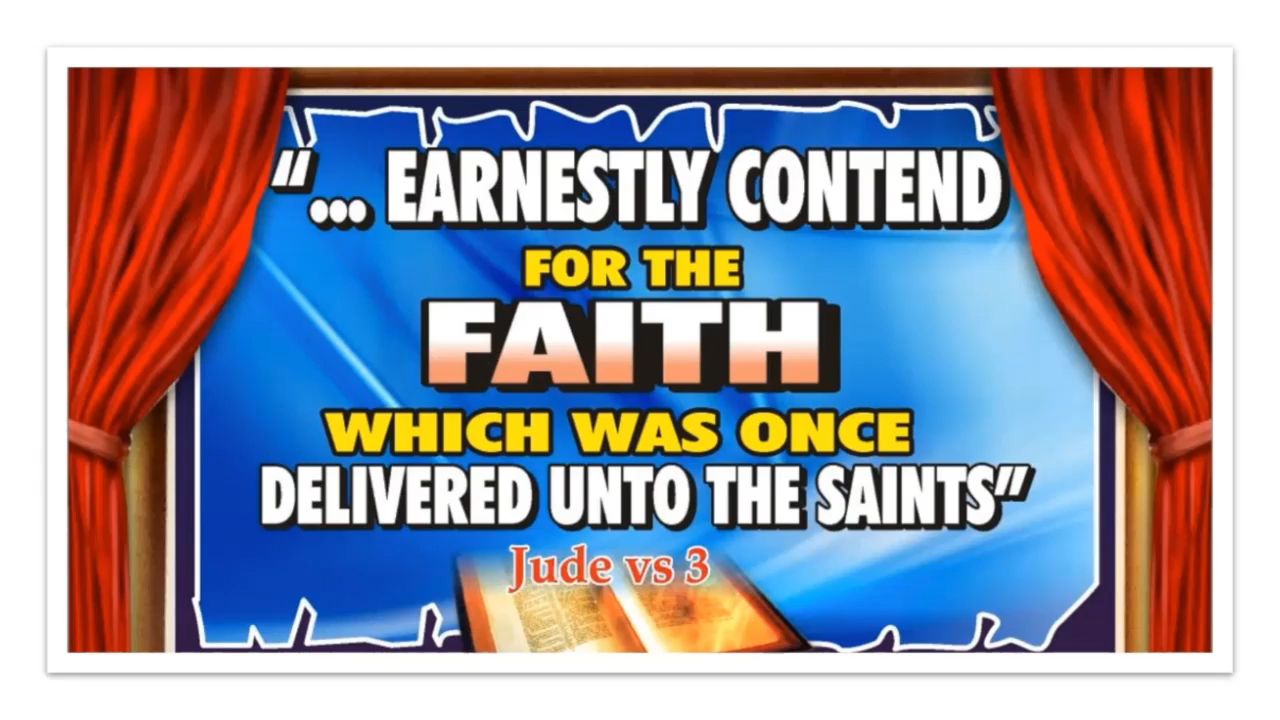 "... EARNESTLY CONTEND
FOR THE
FAITH
WHICH WAS ONCE
DELIVERED UNTO THE SAINTS"
Jude vs 3